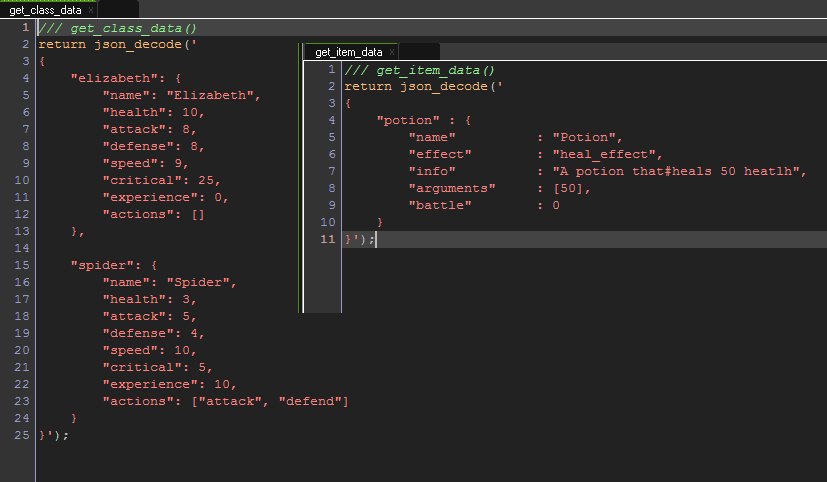 get_class_data x
1 /// get_class_data()
2 return json_decode('
3 {
4     "elizabeth": {
5         "name": "Elizabeth",
6         "health": 10,
7         "attack": 8,
8         "defense": 8,
9         "speed": 9,
10         "critical": 25,
11         "experience": 0,
12         "actions": []
13     },
14
15     "spider": {
16         "name": "Spider",
17         "health": 3,
18         "attack": 5,
19         "defense": 4,
20         "speed": 10,
21         "critical": 5,
22         "experience": 10,
23         "actions": ["attack", "defend"]
24     }
25 }');
get_item_data x
1 /// get_item_data()
2 return json_decode('
3 {
4     "potion" : {
5         "name"          : "Potion",
6         "effect"        : "heal_effect",
7         "info"          : "A potion that#heals 50 heatlh",
8         "arguments"     : [50],
9         "battle"        : 0
10     }
11 }');